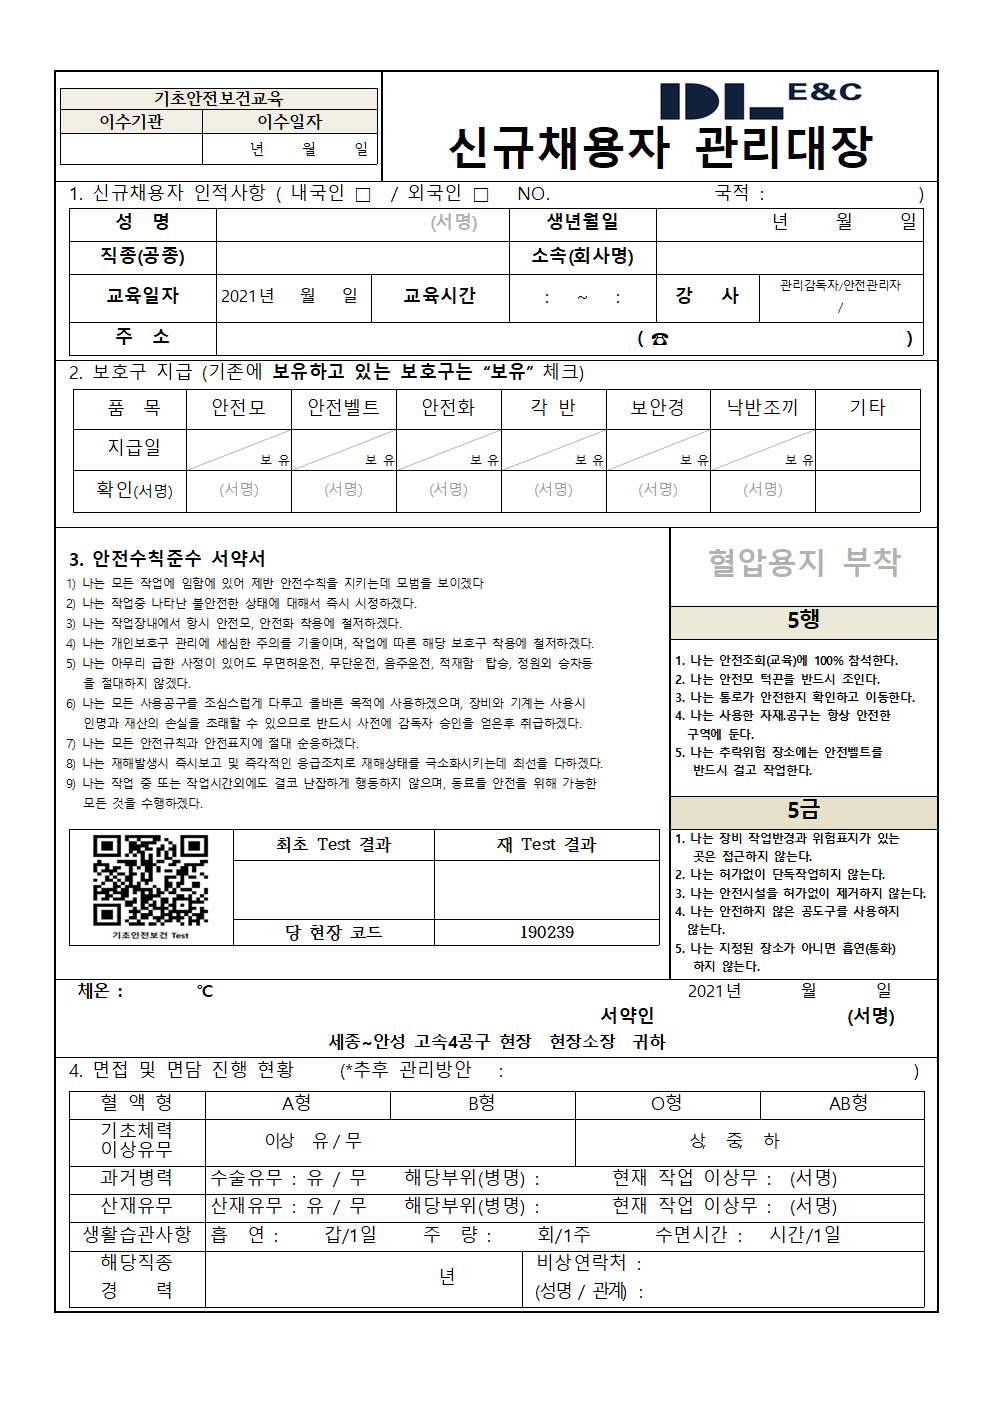 기초안전보건교육
이수기관 이수일자
년 월 일
DL E&C
신규채용자 관리대장
1. 신규채용자 인적사항 ( 내국인 □ / 외국인 □ NO. 국적 : )
성 명 (서명) 생년월일 년 월 일
직종(공종) 소속(회사명)
교육일자 2021년 월 일 교육시간 : ~ : 강 사 관리감독자/안전관리자
/
주 소 ( ☎ )
2. 보호구 지급 (기존에 보유하고 있는 보호구는 “보유” 체크)
품 목 안전모 안전벨트 안전화 각 반 보안경 낙반조끼 기타
지급일 보 유 보 유 보 유 보 유 보 유 보 유
확인(서명) (서명) (서명) (서명) (서명) (서명) (서명)
3. 안전수칙준수 서약서
1) 나는 모든 작업에 임함에 있어 제반 안전수칙을 지키는데 모범을 보이겠다
2) 나는 작업중 나타난 불안전한 상태에 대해서 즉시 시정하겠다.
3) 나는 작업장내에서 항시 안전모, 안전화 착용에 철저하겠다.
4) 나는 개인보호구 관리에 세심한 주의를 기울이며, 작업에 따른 해당 보호구 착용에 철저하겠다.
5) 나는 아무리 급한 사정이 있어도 무면허운전, 무단운전, 음주운전, 적재함 탑승, 정원외 승차등
을 절대하지 않겠다.
6) 나는 모든 사용공구를 조심스럽게 다루고 올바른 목적에 사용하겠으며, 장비와 기계는 사용시
인명과 재산의 손실을 초래할 수 있으므로 반드시 사전에 감독자 승인을 얻은후 취급하겠다.
7) 나는 모든 안전규칙과 안전표지에 절대 순응하겠다.
8) 나는 재해발생시 즉시보고 및 즉각적인 응급조치로 재해상태를 극소화시키는데 최선을 다하겠다.
9) 나는 작업 중 또는 작업시간외에도 결코 난잡하게 행동하지 않으며, 동료들 안전을 위해 가능한
모든 것을 수행하겠다.
최초 Test 결과 재 Test 결과
기초안전보건 Test
당 현장 코드 190239
혈압용지 부착
5행
1. 나는 안전조회(교육)에 100% 참석한다.
2. 나는 안전모 턱끈을 반드시 조인다.
3. 나는 통로가 안전한지 확인하고 이동한다.
4. 나는 사용한 자재.공구는 항상 안전한
구역에 둔다.
5. 나는 추락위험 장소에는 안전벨트를
반드시 걸고 작업한다.
5금
1. 나는 장비 작업반경과 위험표지가 있는
곳은 접근하지 않는다.
2. 나는 허가없이 단독작업하지 않는다.
3. 나는 안전시설을 허가없이 제거하지 않는다.
4. 나는 안전하지 않은 공도구를 사용하지
않는다.
5. 나는 지정된 장소가 아니면 흡연(통화)
하지 않는다.
체온 : ℃ 2021년 월 일
서약인 (서명)
세종~안성 고속4공구 현장 현장소장 귀하
4. 면접 및 면담 진행 현황 (*추후 관리방안 : )
혈 액 형 A형 B형 O형 AB형
기초체력
이상유무 이상 유 / 무 상, 중, 하
과거병력 수술유무 : 유 / 무 해당부위(병명) : 현재 작업 이상무 : (서명)
산재유무 산재유무 : 유 / 무 해당부위(병명) : 현재 작업 이상무 : (서명)
생활습관사항 흡 연 : 갑/1일 주 량 : 회/1주 수면시간 : 시간/1일
해당직종
경 력 년 비상연락처 :
(성명 / 관계) :